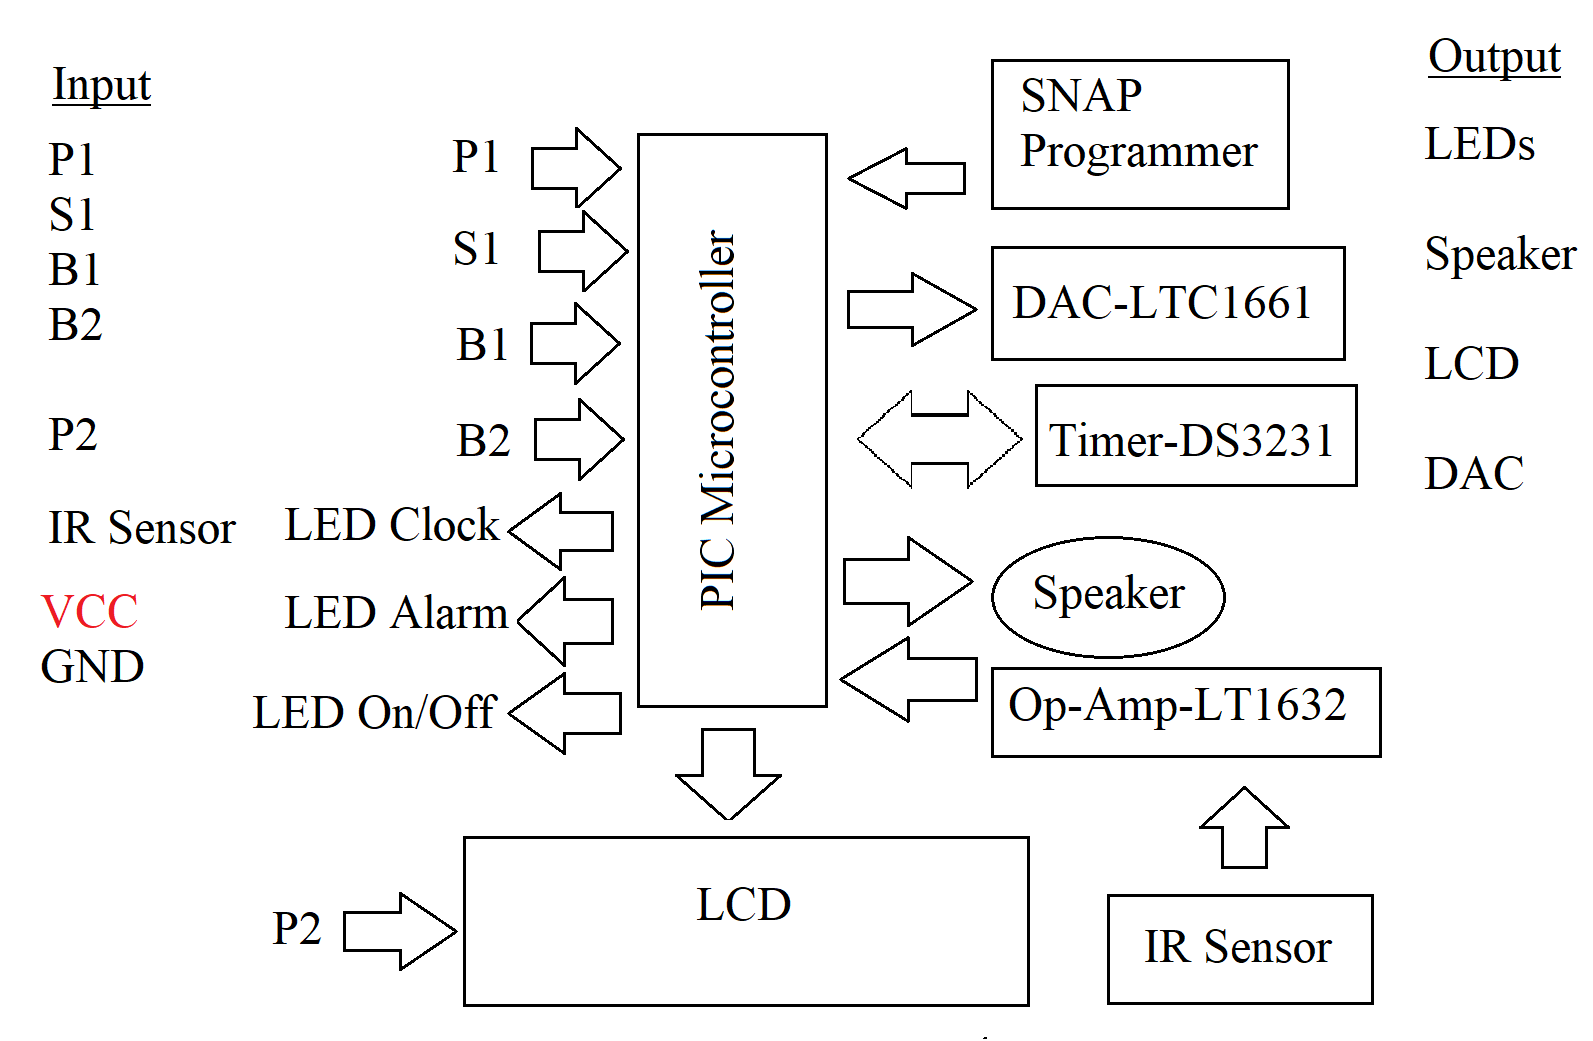 Input
P1
S1
B1
B2
P2
IR Sensor
VCC
GND
P1
S1
B1
B2
LED Clock
LED Alarm
LED On/Off
P2
PIC Microcontroller
LCD
SNAP
Programmer
DAC-LTC1661
Timer-DS3231
Speaker
Op-Amp-LT1632
IR Sensor
Output
LEDs
Speaker
LCD
DAC